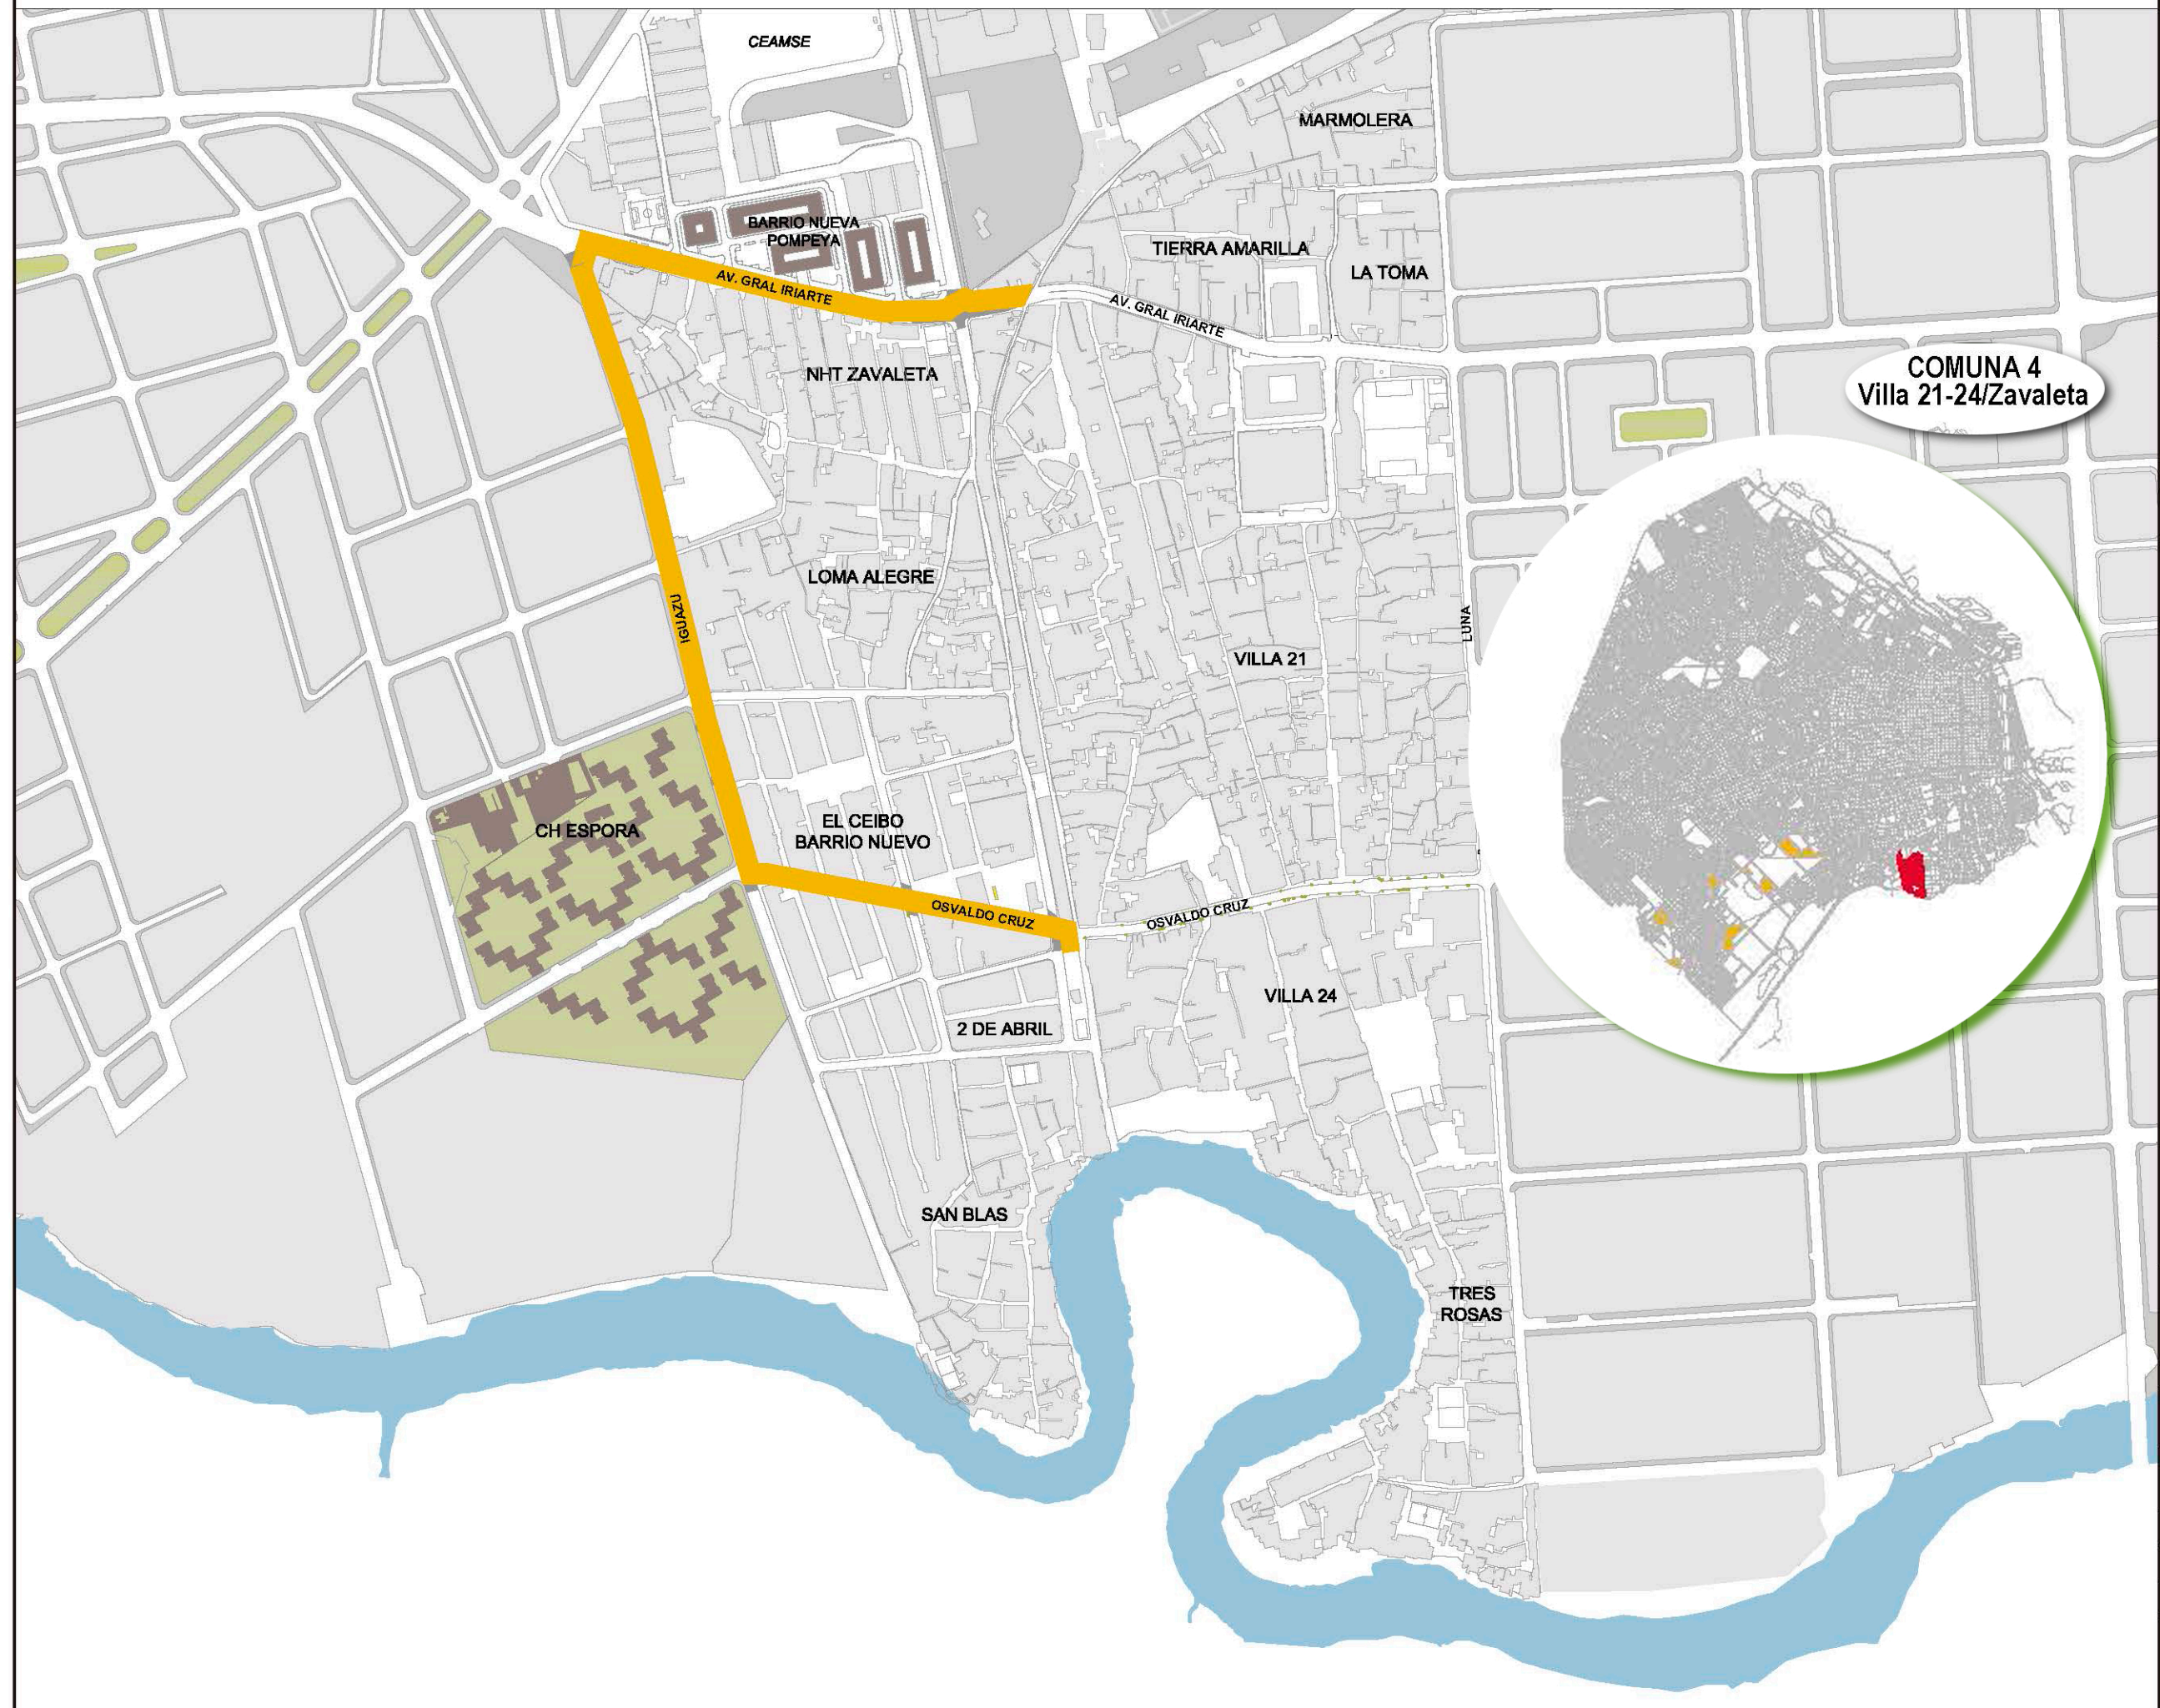 CEAMSE
MARMOLERA
BARRIO NUEVA
POMPEYA
TIERRA AMARILLA
LA TOMA
AV. GRAL IRIARTE
AV. GRAL IRIARTE
NHT ZAVALETA
COMUNA 4
Villa 21-24/Zavaleta
LOMA ALEGRE
IGUAZU
LUNA
VILLA 21
CH ESPORA
EL CEIBO
BARRIO NUEVO
OSVALDO CRUZ
OSVALDO CRUZ
VILLA 24
2 DE ABRIL
SAN BLAS
TRES
ROSAS